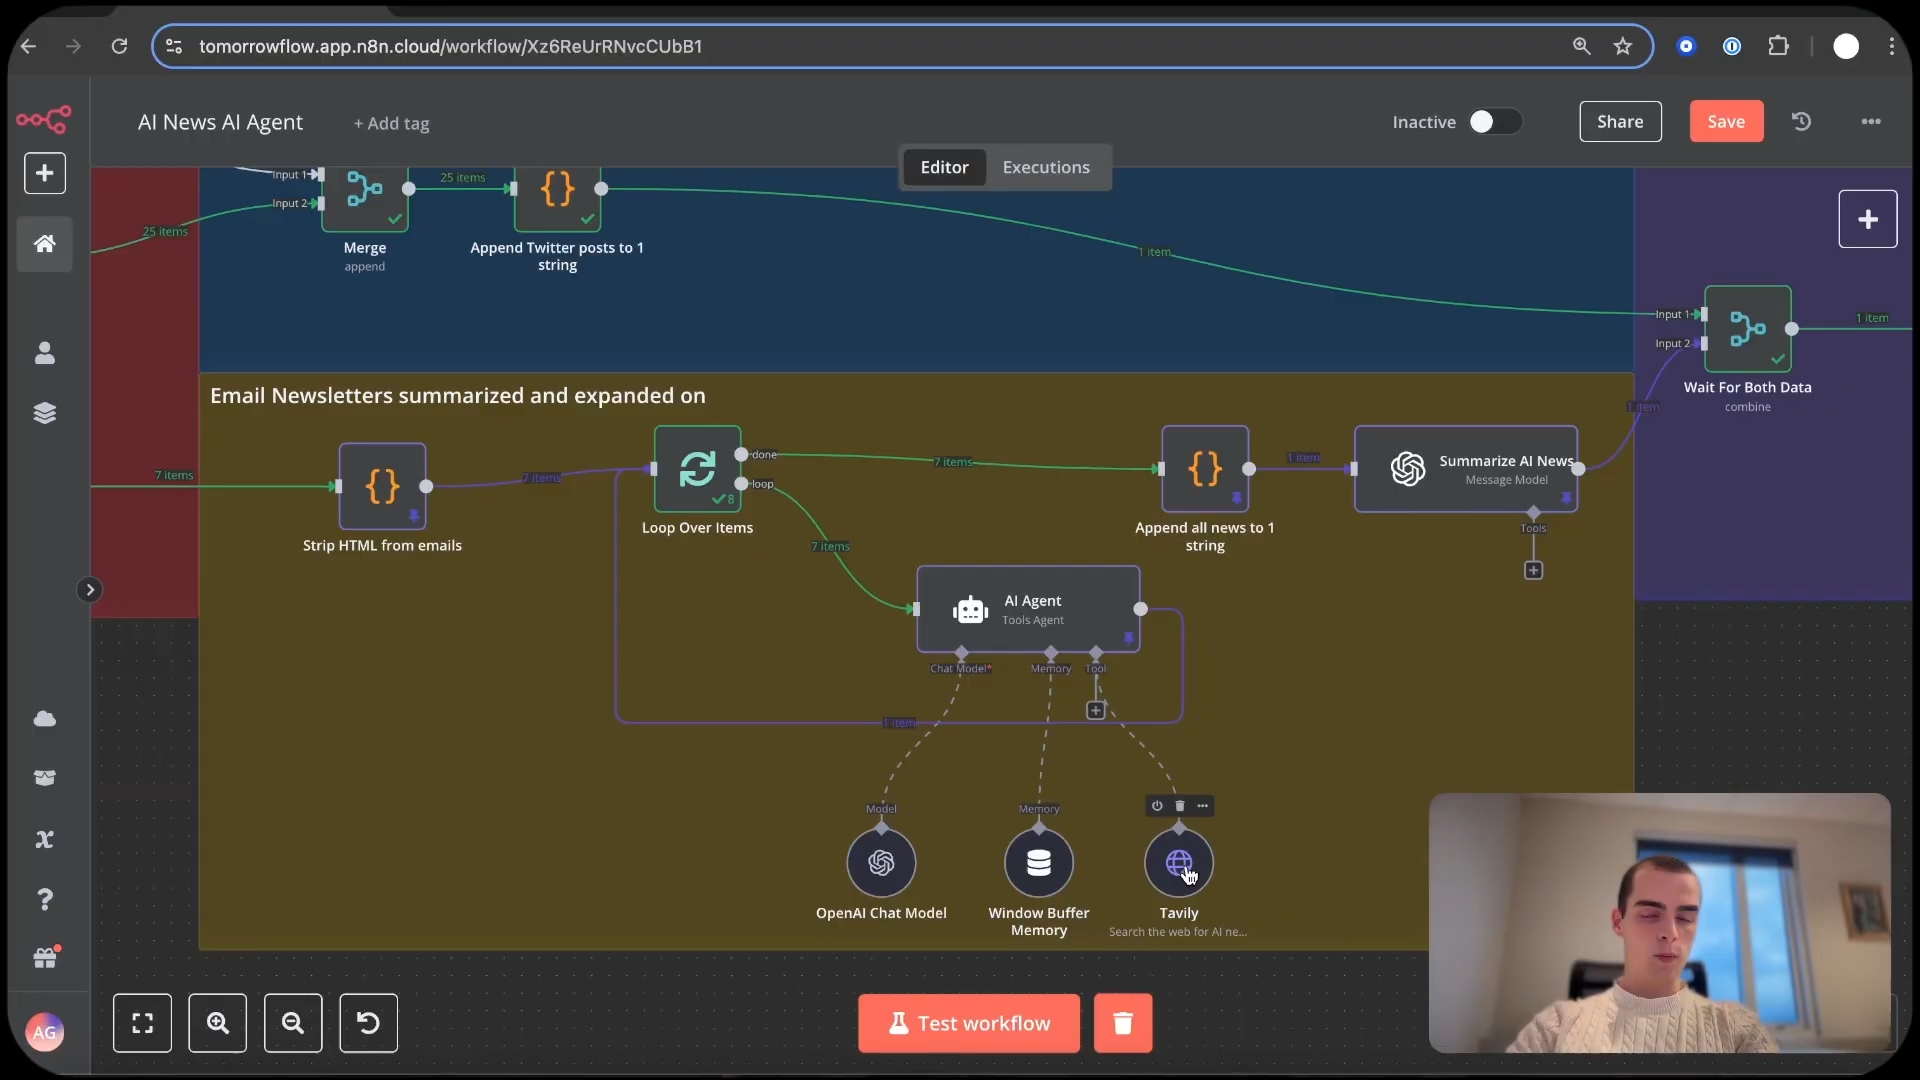 tomorrowflow.app.n8n.cloud/workflow/Xz6ReUrRNvcCUbB1
AI News AI Agent
+ Add tag
Inactive
Share
Save
Editor
Executions
Input 1
Input 2
25 items
25 items
Merge
append
Append Twitter posts to 1
string
1 item
Input 1
Input 2
1 item
1 item
Wait For Both Data
combine
Email Newsletters summarized and expanded on
7 items
Strip HTML from emails
7 items
done
loop
8
Loop Over Items
7 items
7 items
Append all news to 1
string
1 item
Summarize AI News
Message Model
Tools
AI Agent
Tools Agent
Chat Model*
Memory
Tool
1 item
Model
Memory
OpenAI Chat Model
Window Buffer
Memory
Tavily
Search the web for AI ne...
AG
Test workflow